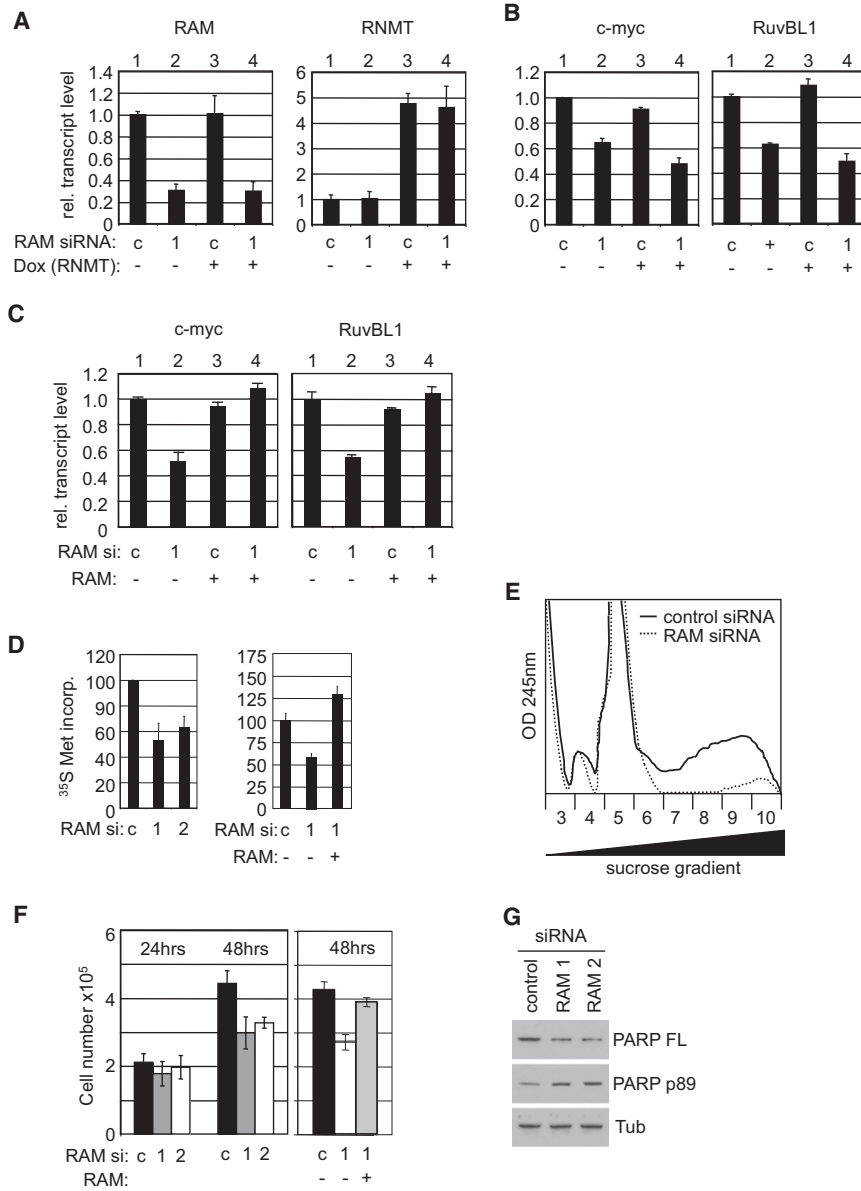 A
RAM
RNMT
1 2 3 4
1 2 3 4
rel. transcript level
1.4
1.2
1.0
0.8
0.6
0.4
0.2
0.0
6
5
4
3
2
1
0
RAM siRNA: c 1 c 1 c 1 c 1
Dox (RNMT): - - + + - - + +
B
c-myc
RuvBL1
1 2 3 4
1 2 3 4
1.2
1.0
0.8
0.6
0.4
0.2
0.0
c 1 c 1 c + c 1
- - + + - - + +
C
c-myc
RuvBL1
1 2 3 4
1 2 3 4
rel. transcript level
1.2
1.0
0.8
0.6
0.4
0.2
0
RAM si: c 1 c 1 c 1 c 1
RAM: - - + + - - + +
D
35S Met incorp.
120
100
80
60
40
20
0
RAM si: c 1 2
175
150
125
100
75
50
25
0
RAM si: c 1 1
RAM: - - +
E
OD 245nm
control siRNA
RAM siRNA
3 4 5 6 7 8 9 10
sucrose gradient
F
Cell number x10⁵
6
4
2
0
24hrs 48hrs 48hrs
RAM si: c 1 2 c 1 2 c 1 1
RAM: - - +
G
siRNA
control
RAM 1
RAM 2
PARP FL
PARP p89
Tub